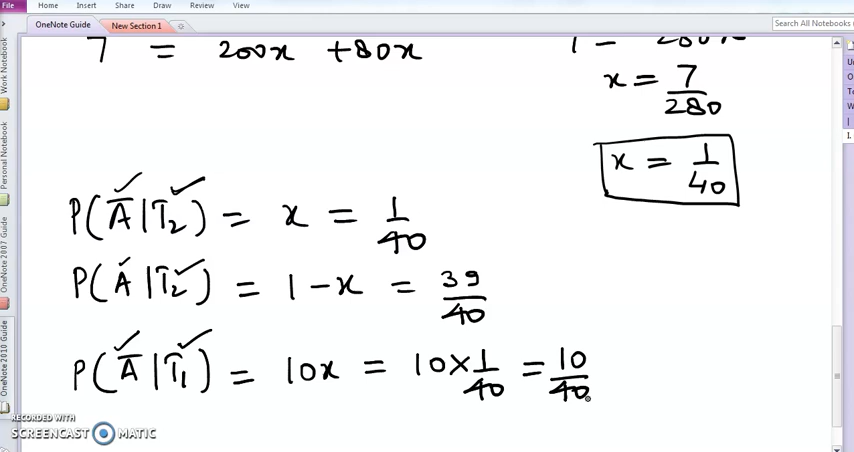 File Home Insert Share Draw Review View
OneNote Guide New Section 1
Search All Notebooks
7 = 200x + 80x
x = 7/280
x = 1/40
P(A̅|T₂) = x = 1/40
P(A|T₂) = 1 - x = 39/40
P(A̅|T₁) = 10x = 10 × 1/40 = 10/40
Work Notebook
Personal Notebook
OneNote 2007 Guide
OneNote 2010 Guide
RECORDED WITH
SCREENCAST MATIC